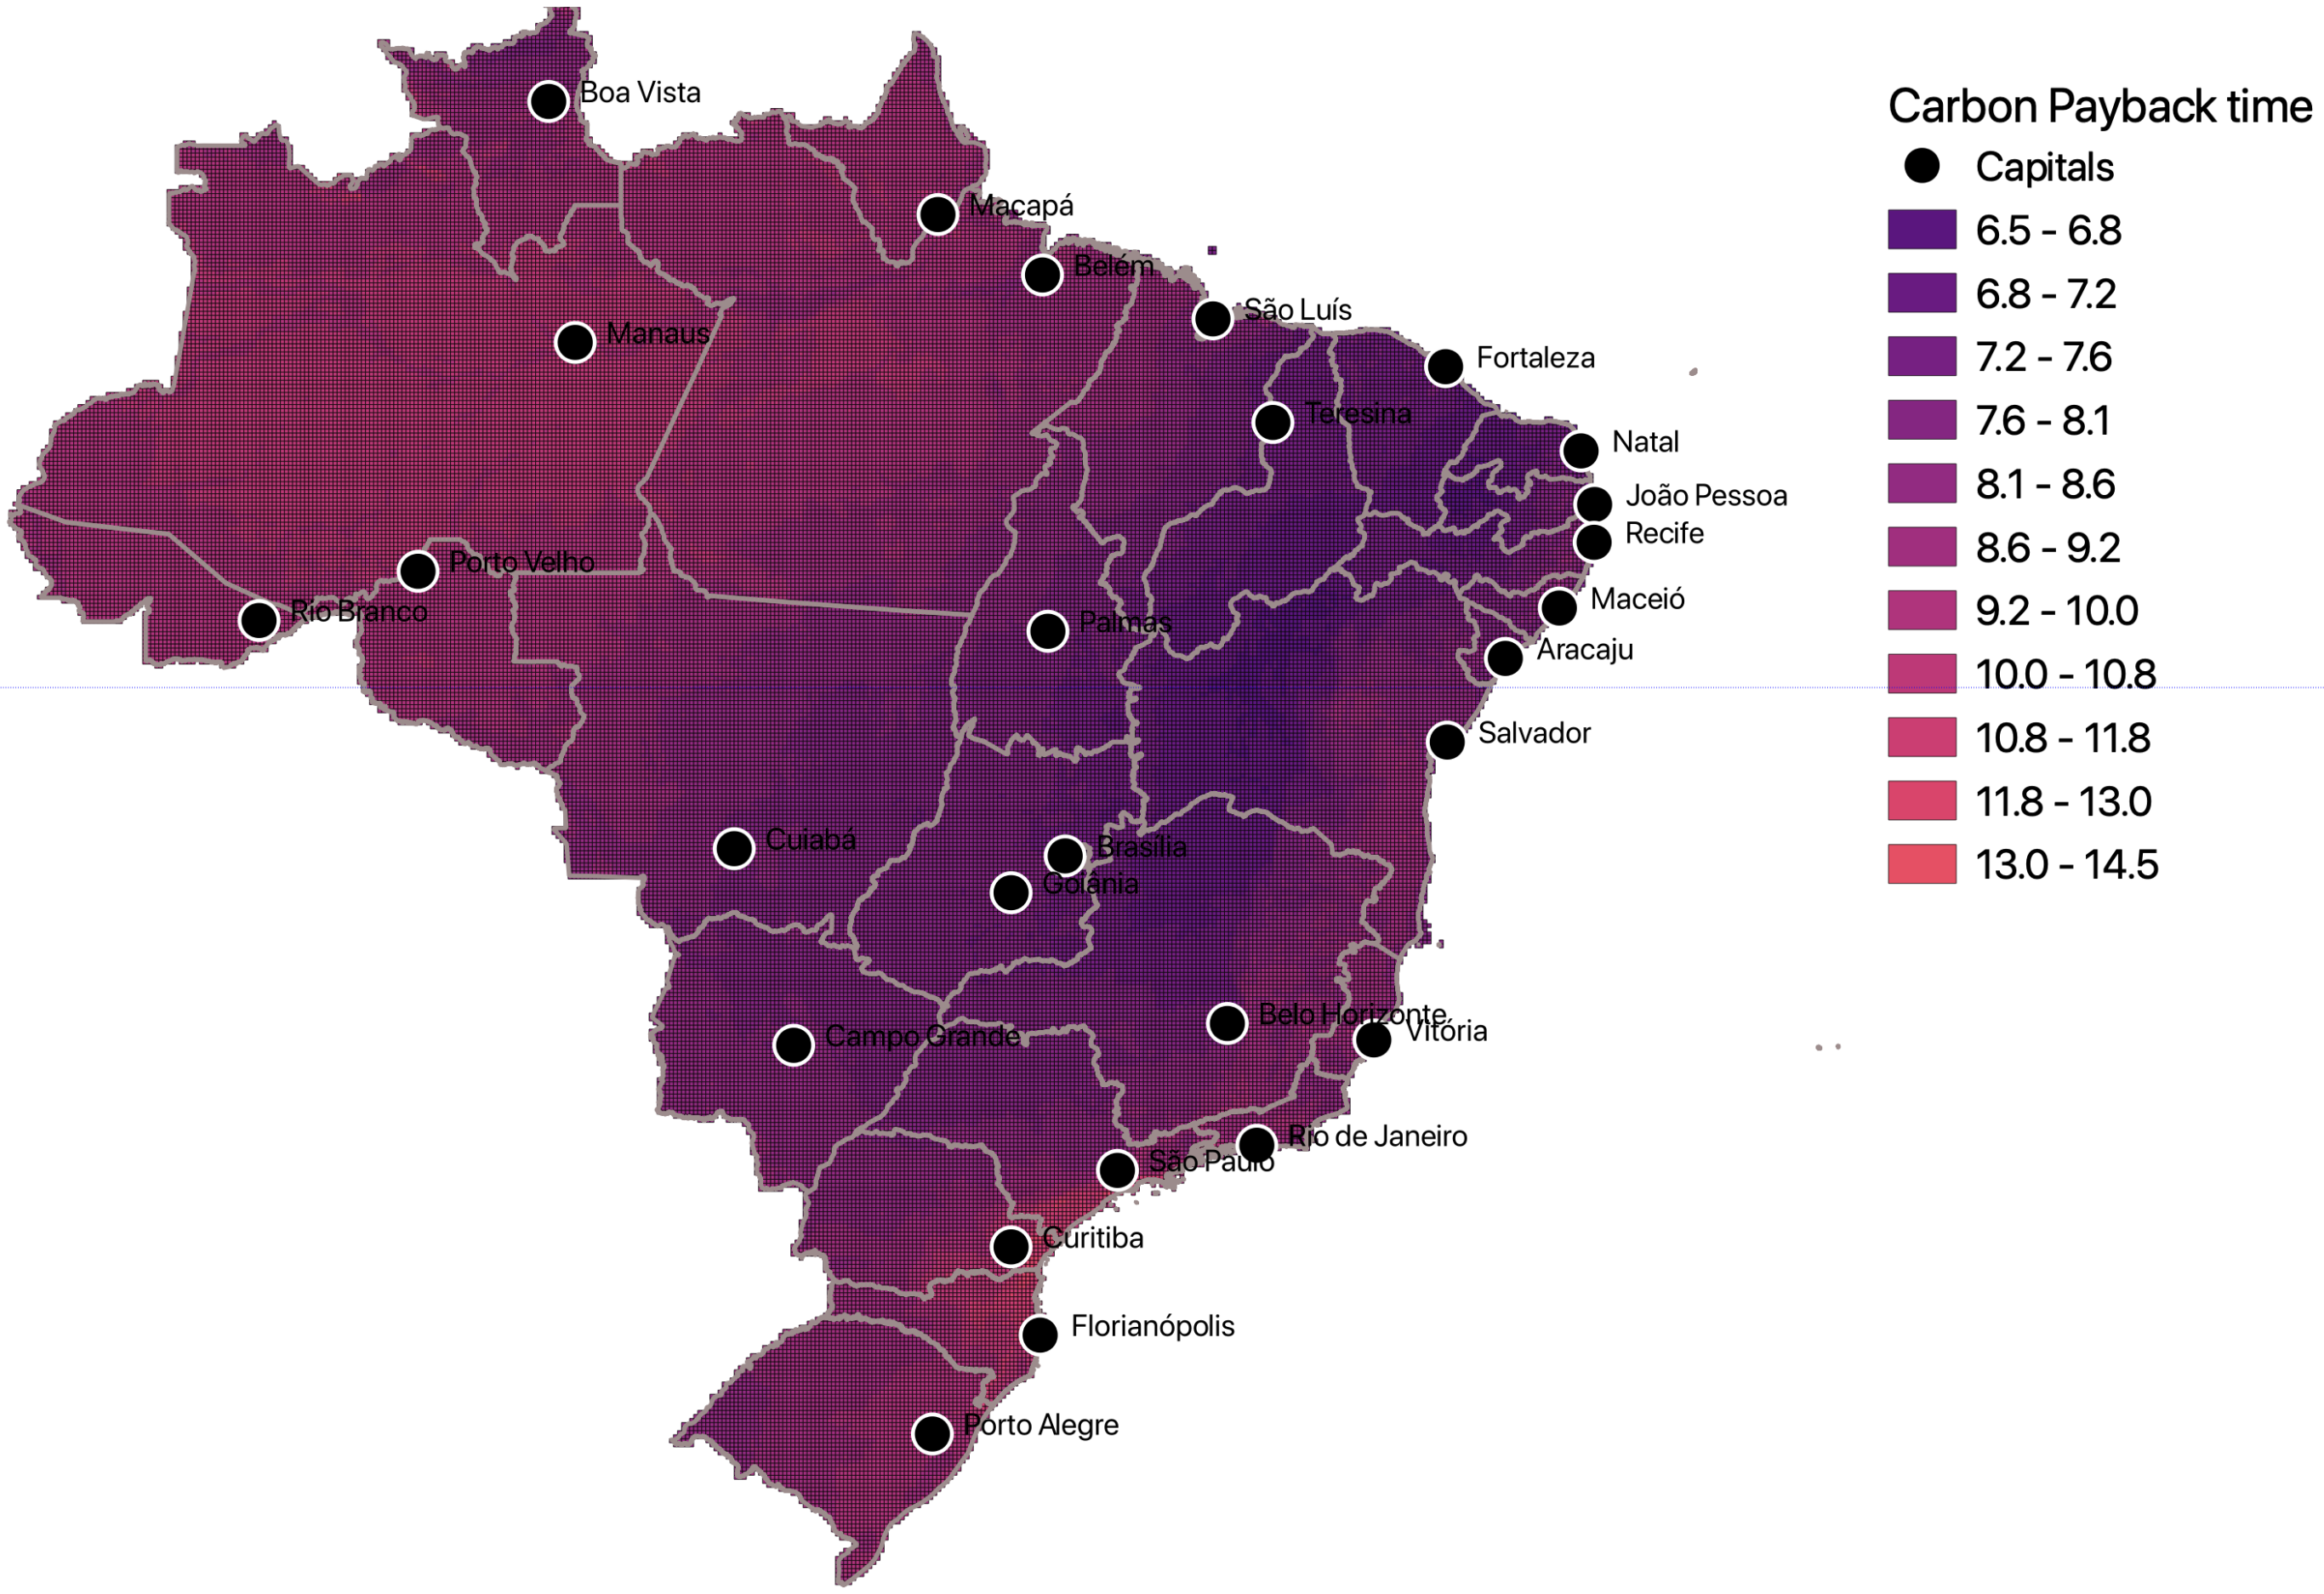 Boa Vista
Macapá
Belém
São Luís
Manaus
Fortaleza
Teresina
Natal
João Pessoa
Recife
Porto Velho
Maceió
Rio Branco
Palmas
Aracaju
Salvador
Cuiabá
Brasília
Goiânia
Belo Horizonte
Vitória
Campo Grande
Rio de Janeiro
São Paulo
Curitiba
Florianópolis
Porto Alegre
Carbon Payback time
Capitals
6.5 - 6.8
6.8 - 7.2
7.2 - 7.6
7.6 - 8.1
8.1 - 8.6
8.6 - 9.2
9.2 - 10.0
10.0 - 10.8
10.8 - 11.8
11.8 - 13.0
13.0 - 14.5